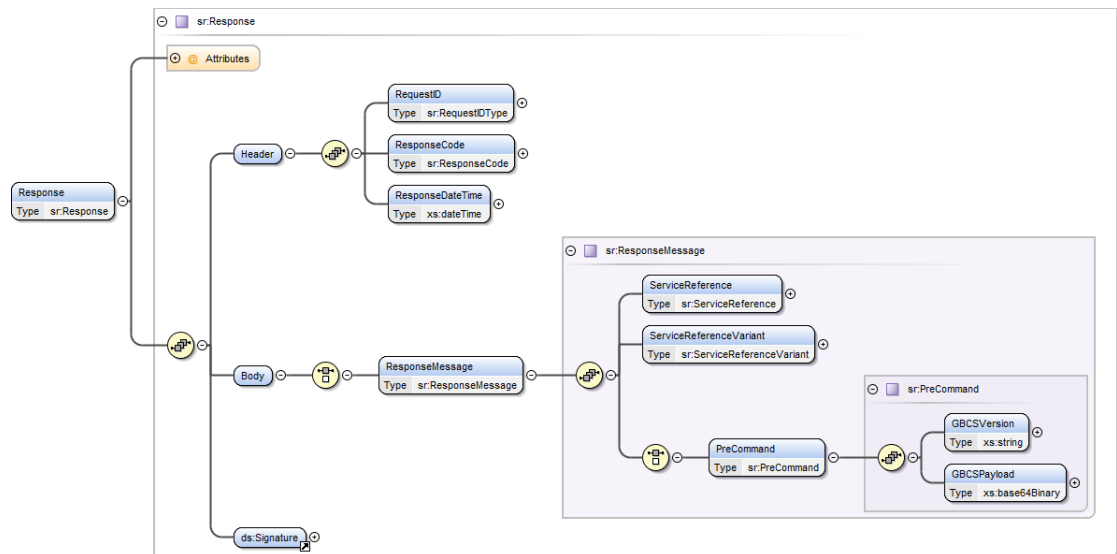 sr:Response
@ Attributes
RequestID
Type sr:RequestIDType
ResponseCode
Type sr:ResponseCode
Header
ResponseDateTime
Type xs:dateTime
Response
Type sr:Response
sr:ResponseMessage
ServiceReference
Type sr:ServiceReference
ServiceReferenceVariant
Type sr:ServiceReferenceVariant
Body
ResponseMessage
Type sr:ResponseMessage
sr:PreCommand
GBCSVersion
Type xs:string
PreCommand
Type sr:PreCommand
GBCSPayload
Type xs:base64Binary
ds:Signature